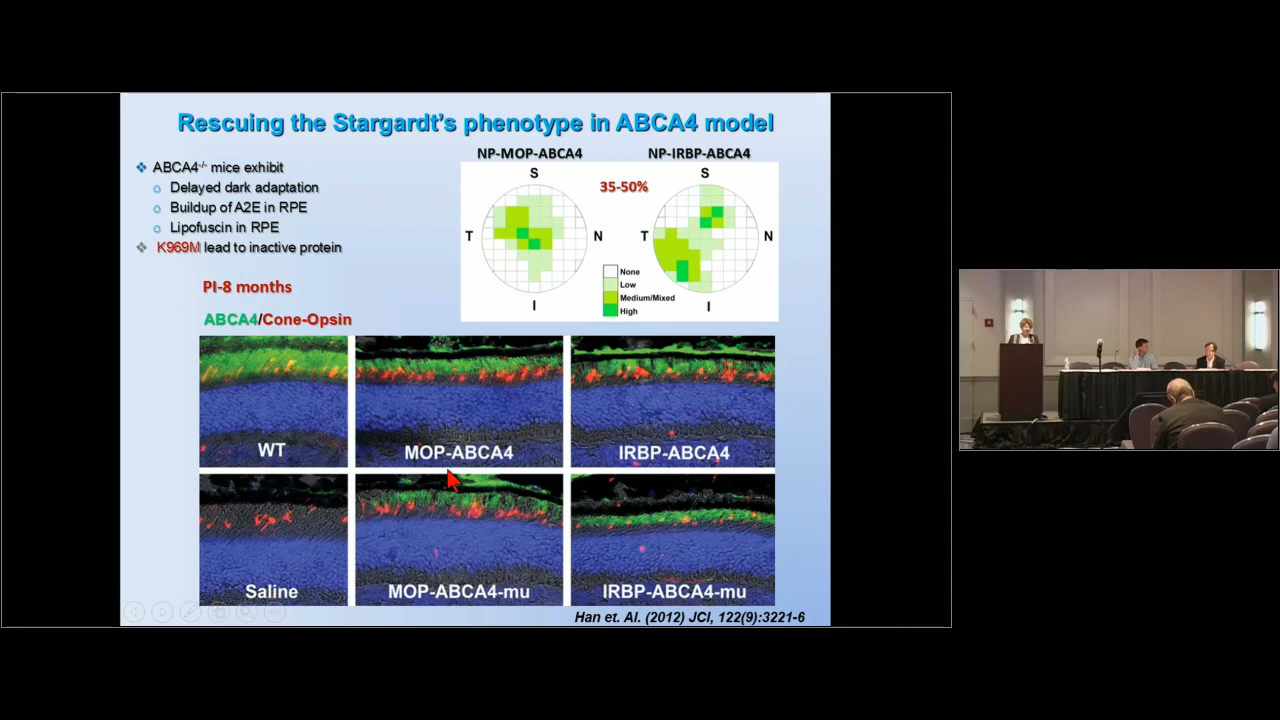 Rescuing the Stargardt's phenotype in ABCA4 model
❖ ABCA4-/- mice exhibit
Delayed dark adaptation
Buildup of A2E in RPE
Lipofuscin in RPE
❖ K969M lead to inactive protein
NP-MOP-ABCA4
NP-IRBP-ABCA4
35-50%
S
T
N
I
S
T
N
I
None
Low
Medium/Mixed
High
PI-8 months
ABCA4/Cone-Opsin
WT
MOP-ABCA4
IRBP-ABCA4
Saline
MOP-ABCA4-mu
IRBP-ABCA4-mu
Han et. Al. (2012) JCI, 122(9):3221-6